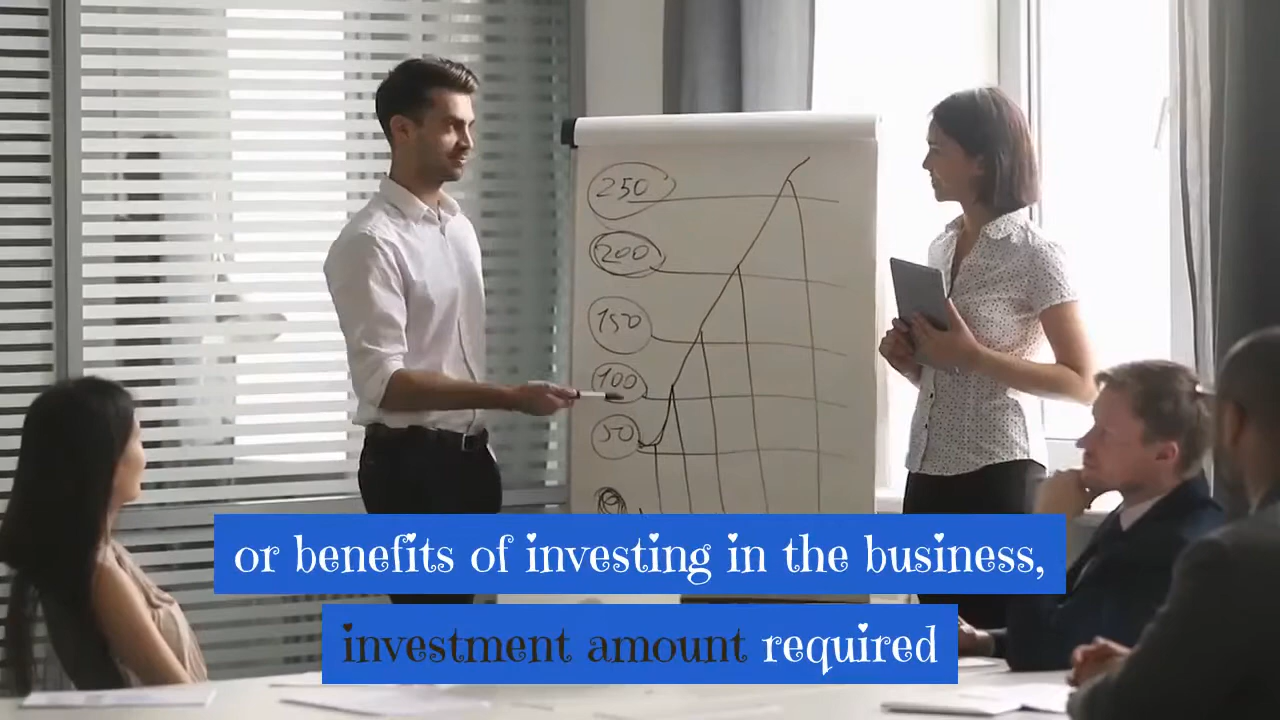 250
200
150
100
50
or benefits of investing in the business,
investment amount required